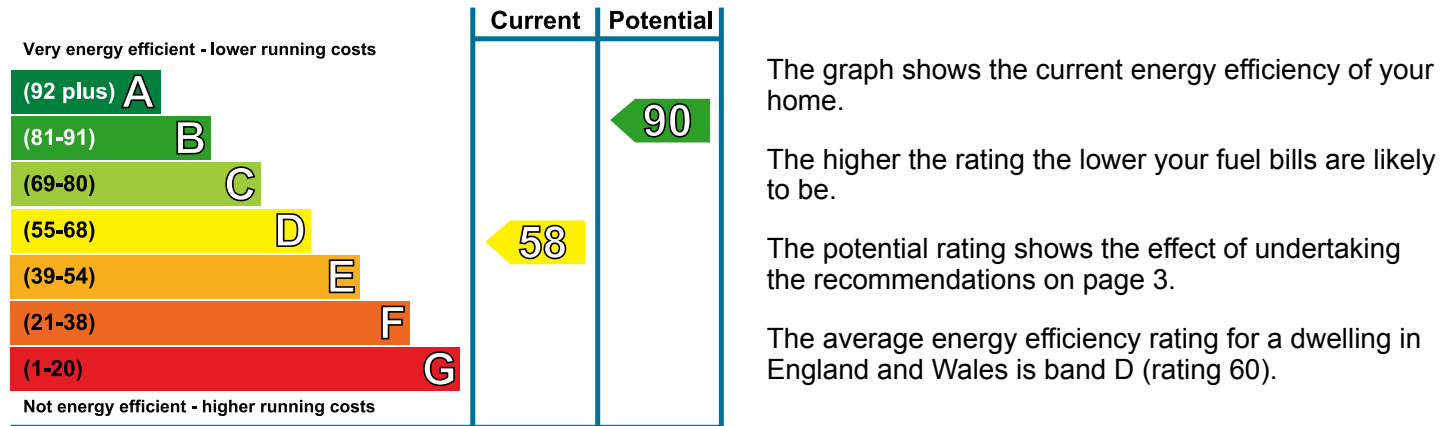 Current Potential
Very energy efficient - lower running costs
(92 plus) A
(81-91) B
90
(69-80) C
(55-68) D
58
(39-54) E
(21-38) F
(1-20) G
Not energy efficient - higher running costs
The graph shows the current energy efficiency of your
home.
The higher the rating the lower your fuel bills are likely
to be.
The potential rating shows the effect of undertaking
the recommendations on page 3.
The average energy efficiency rating for a dwelling in
England and Wales is band D (rating 60).